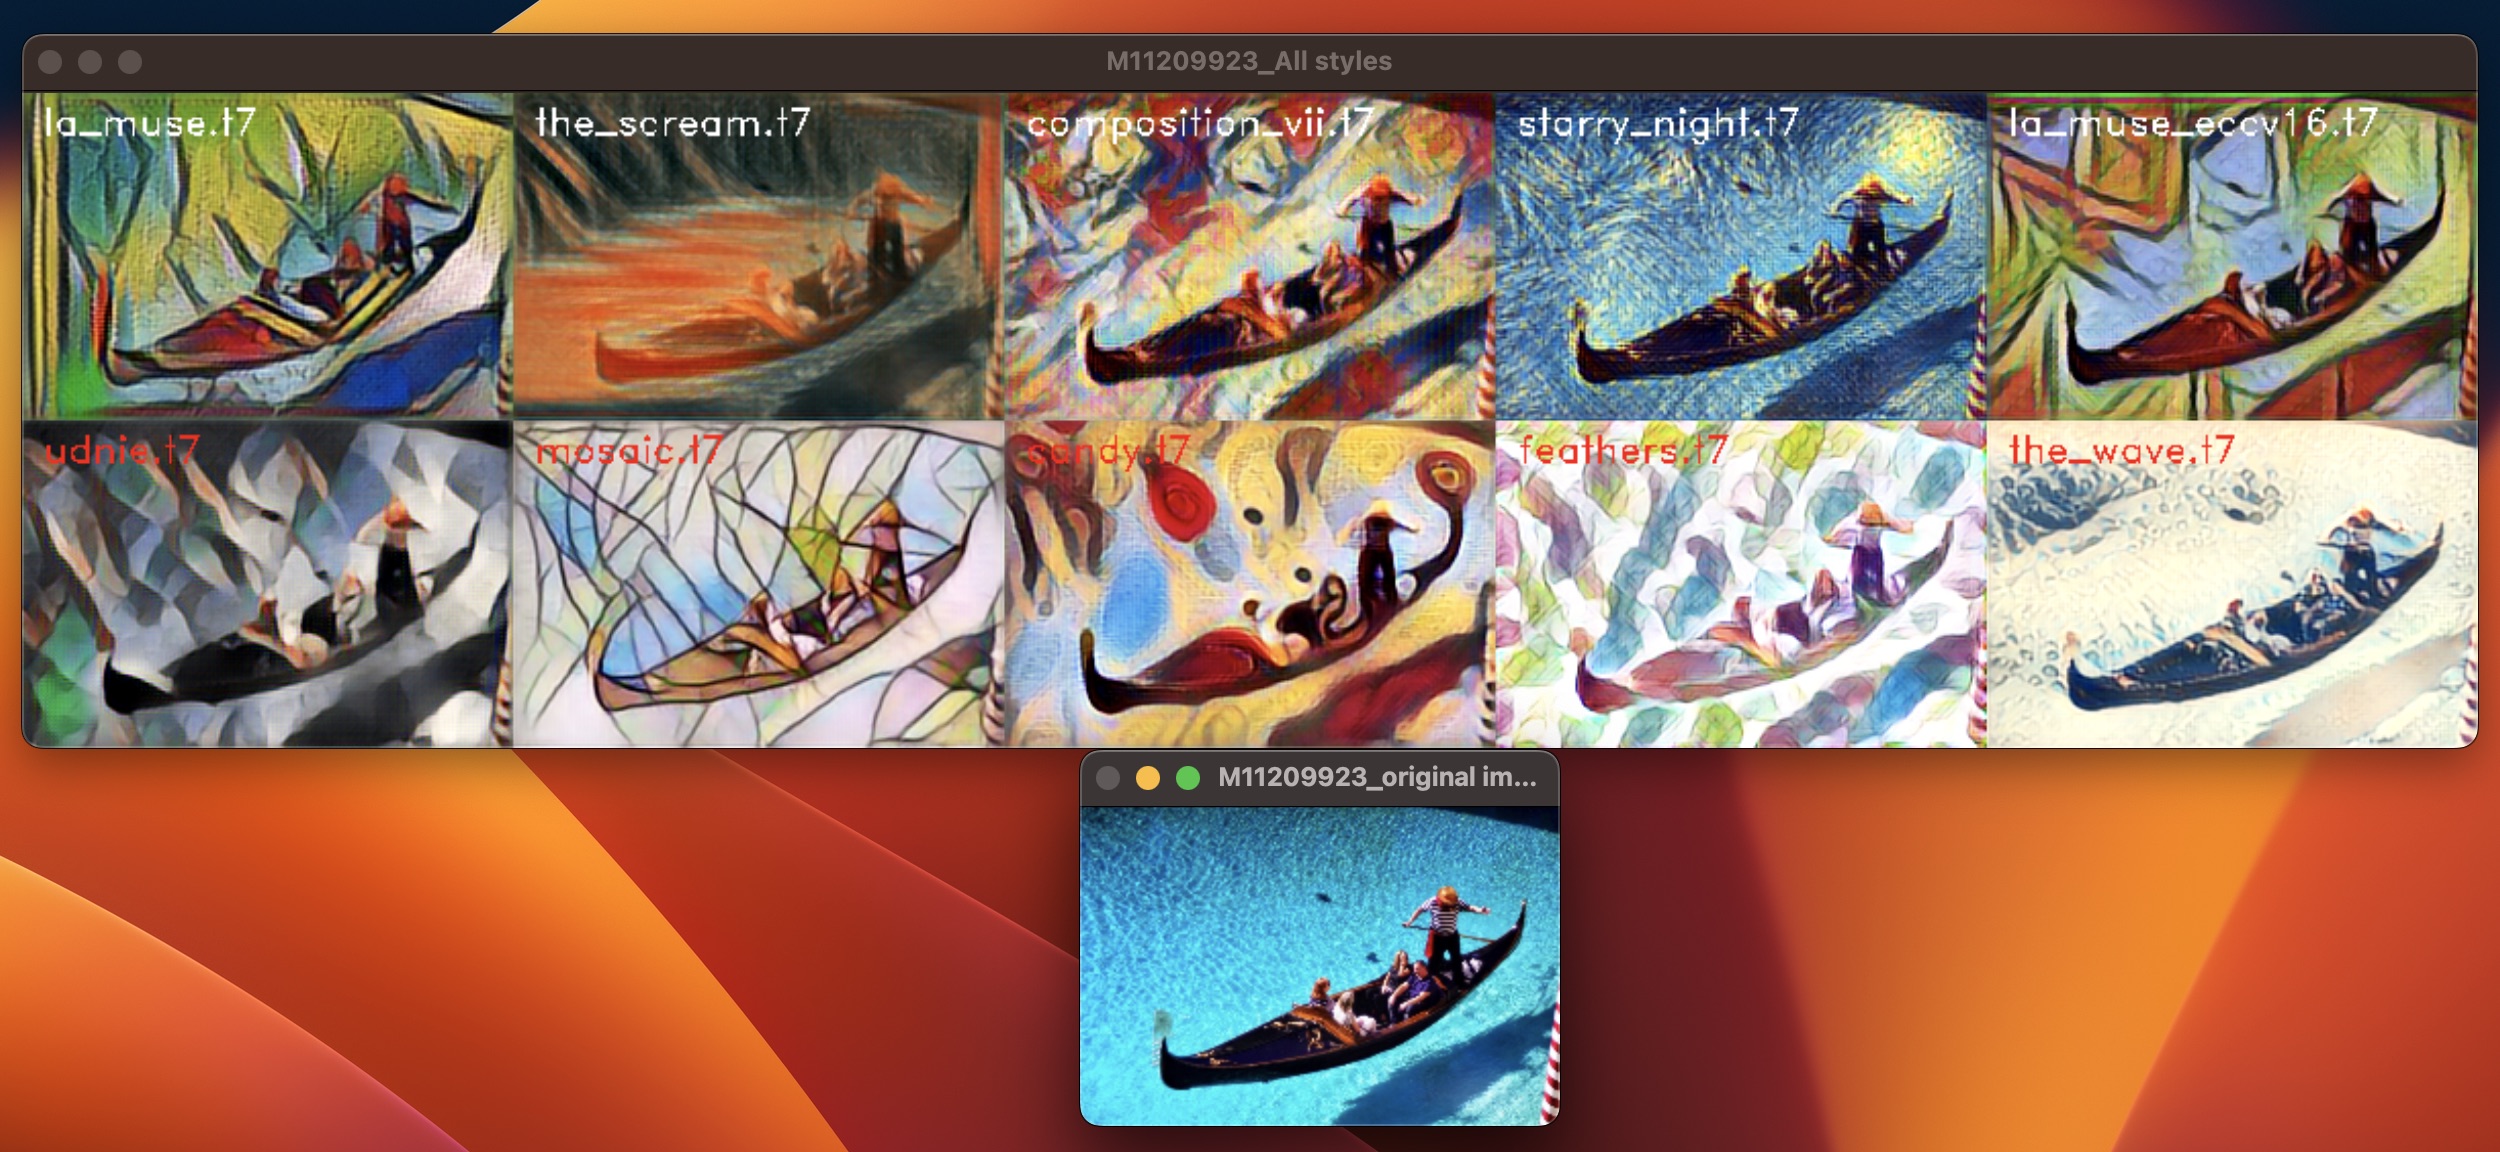 M11209923_All styles
la_muse.t7
the_scream.t7
composition_vii.t7
starry_night.t7
la_muse_eccv16.t7
udnie.t7
mosaic.t7
candy.t7
feathers.t7
the_wave.t7
M11209923_original im...